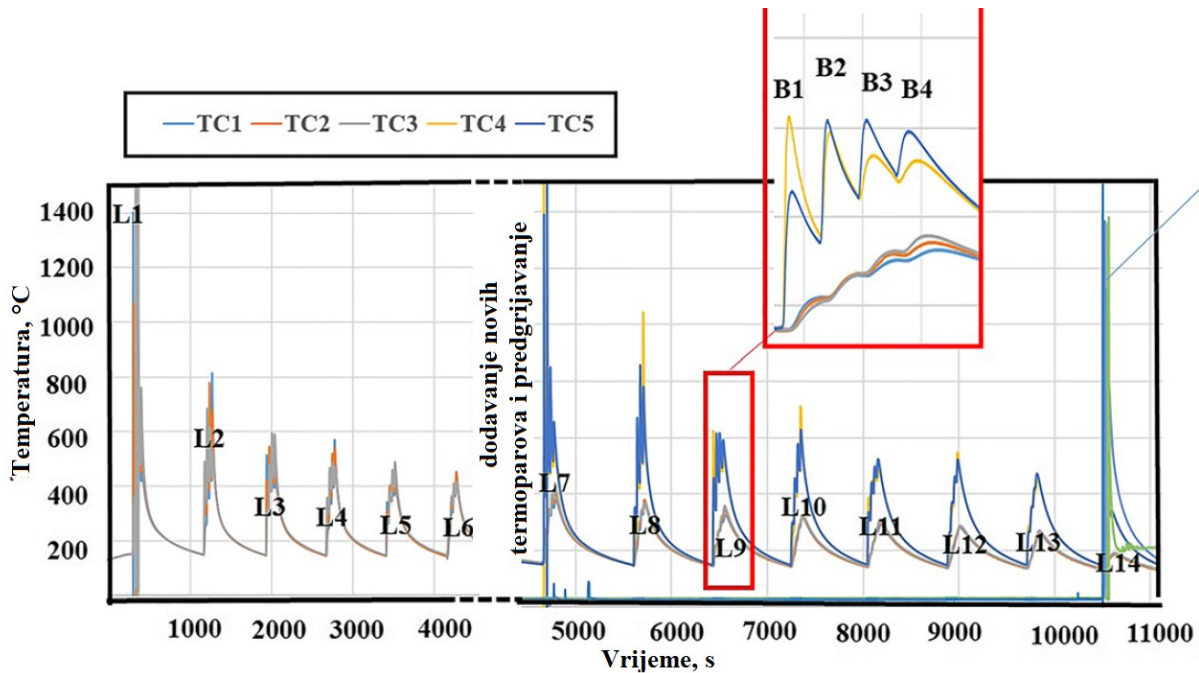 B1
B2
B3
B4
TC1 TC2 TC3 TC4 TC5
Temperatura, °C
1400
1200
1000
800
600
400
200
L1
L2
L3
L4
L5
L6
dodavanje novih
termoparova i predgrijavanje
L7
L8
L9
L10
L11
L12
L13
L14
1000 2000 3000 4000 5000 6000 7000 8000 9000 10000 11000
Vrijeme, s